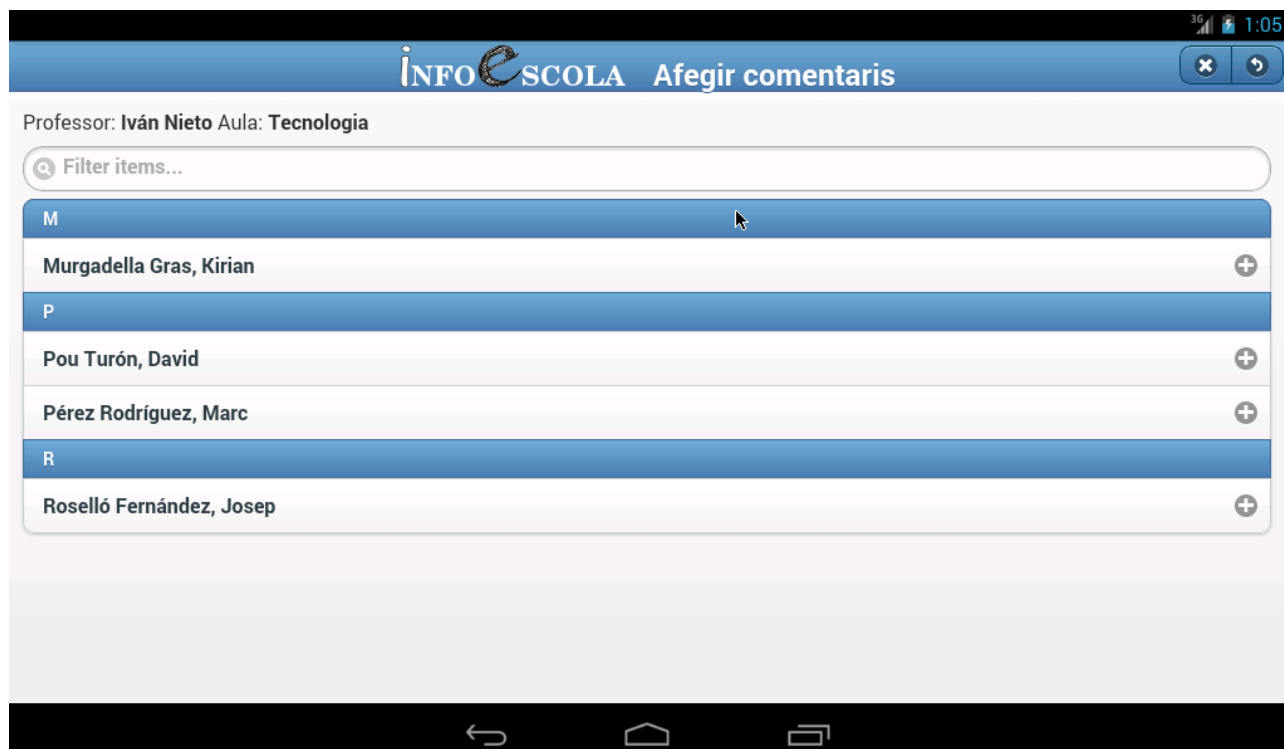 3G 1:05
INFOESCOLA Afegir comentaris
Professor: Iván Nieto Aula: Tecnologia
Filter items...
M
Murgadella Gras, Kirian
P
Pou Turón, David
Pérez Rodríguez, Marc
R
Roselló Fernández, Josep